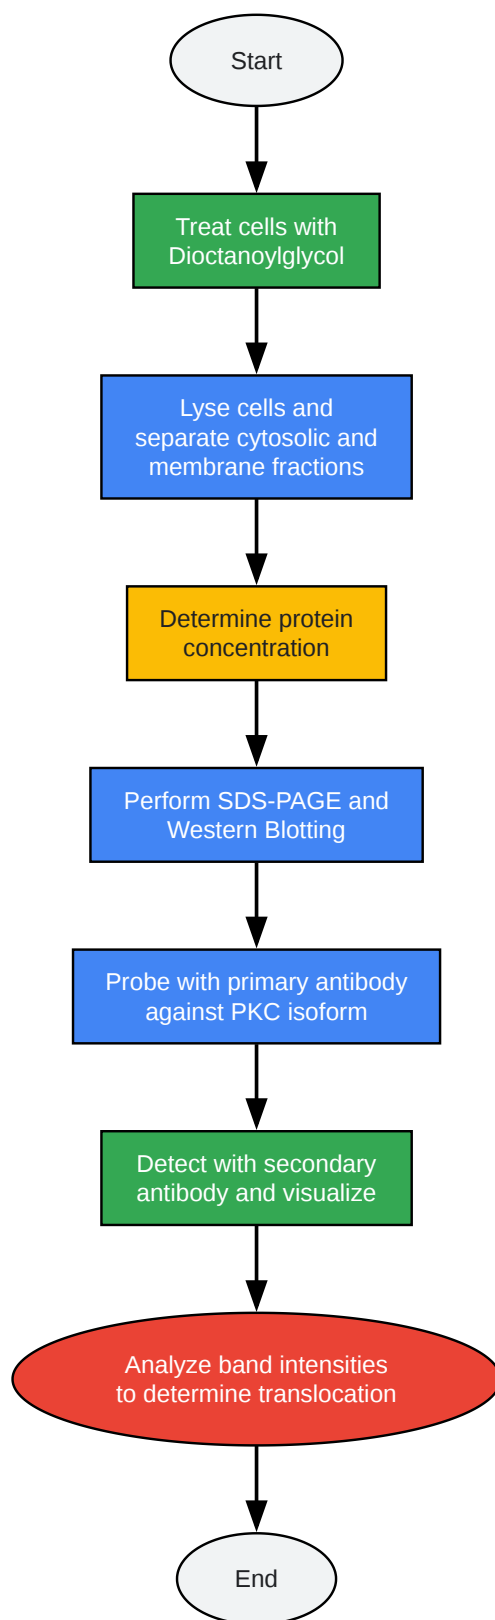 Start
Treat cells with
Dioctanoylglycol
Lyse cells and
separate cytosolic and
membrane fractions
Determine protein
concentration
Perform SDS-PAGE and
Western Blotting
Probe with primary antibody
against PKC isoform
Detect with secondary
antibody and visualize
Analyze band intensities
to determine translocation
End